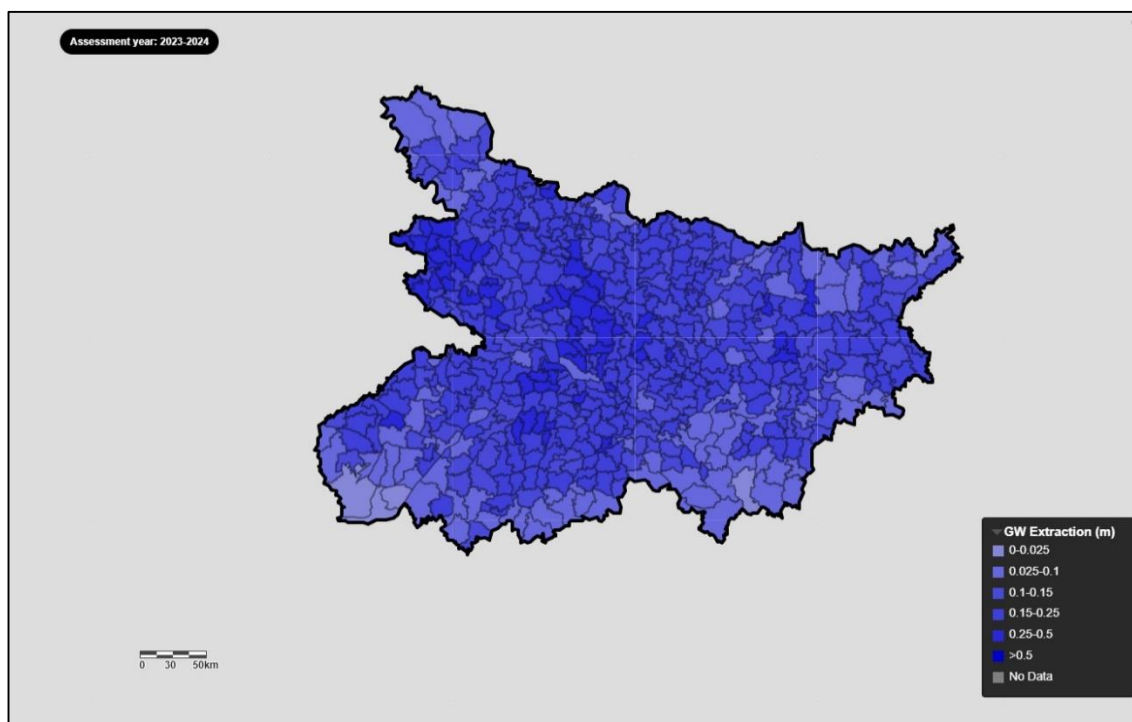 Assessment year: 2023-2024
GW Extraction (m)
0-0.025
0.025-0.1
0.1-0.15
0.15-0.25
0.25-0.5
>0.5
No Data
0 30 50km